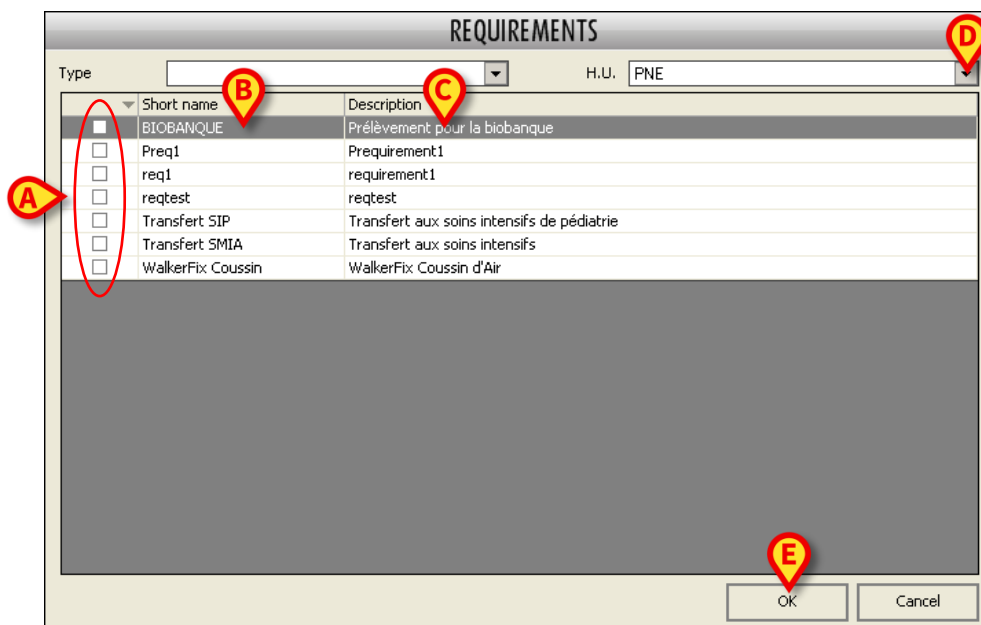 REQUIREMENTS
D
Type H.U. PNE
B C
Short name Description
BIOBANQUE Prélèvement pour la biobanque
Preq1 Prequirement1
req1 requirement1
A
reqtest reqtest
Transfert SIP Transfert aux soins intensifs de pédiatrie
Transfert SMIA Transfert aux soins intensifs
WalkerFix Coussin WalkerFix Coussin d'Air
E
OK Cancel